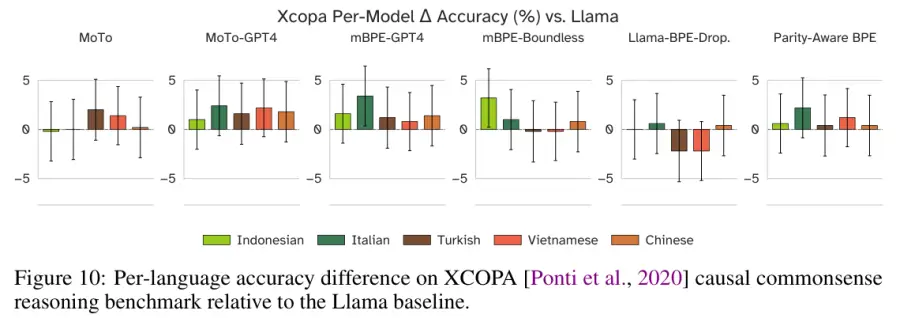 Xcopa Per-Model Δ Accuracy (%) vs. Llama
MoTo MoTo-GPT4 mBPE-GPT4 mBPE-Boundless Llama-BPE-Drop. Parity-Aware BPE
5 5 5 5 5 5
0 0 0 0 0 0
−5 −5 −5 −5 −5 −5
Indonesian Italian Turkish Vietnamese Chinese
Figure 10: Per-language accuracy difference on XCOPA [Ponti et al., 2020] causal commonsense
reasoning benchmark relative to the Llama baseline.